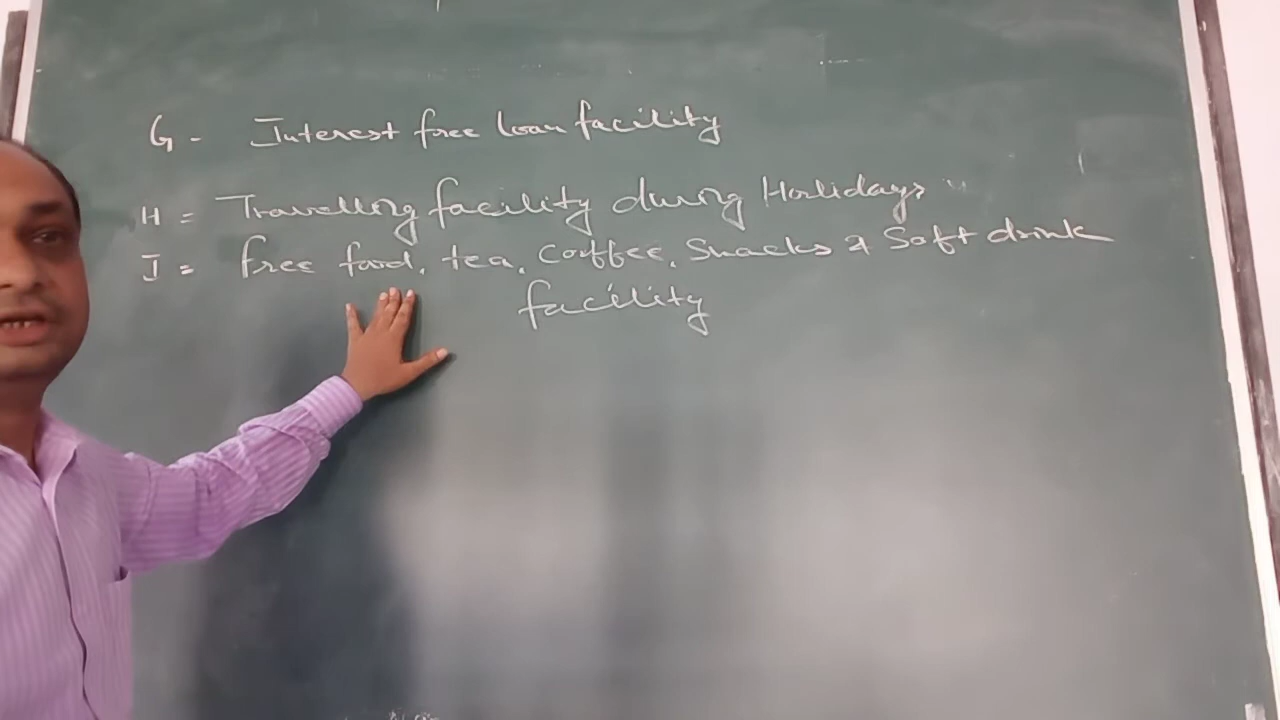 G - Interest free loan facility
H = Travelling facility during Holidays "
I = free food, tea, Coffee, Snacks & Soft drink
facility